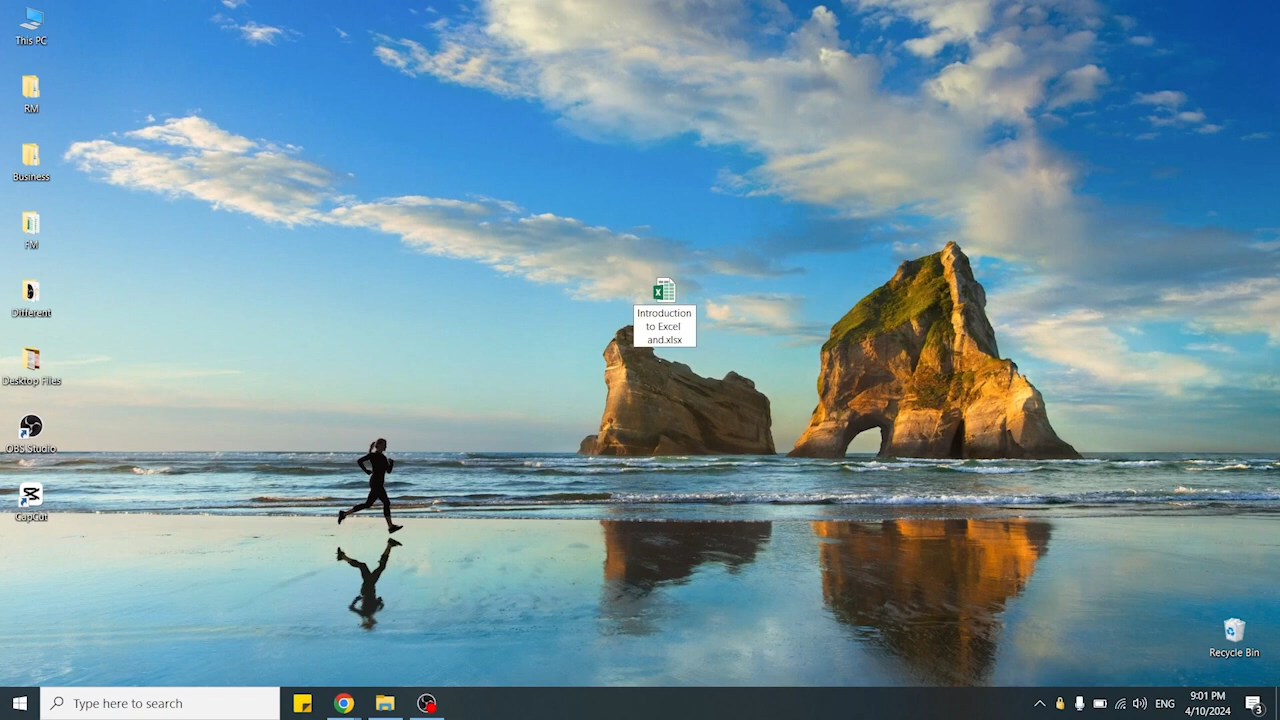 This PC
RM
Business
FM
Different
Desktop Files
OBS Studio
CapCut
Introduction
to Excel
and.xlsx
Recycle Bin
Type here to search
ENG
9:01 PM
4/10/2024
3